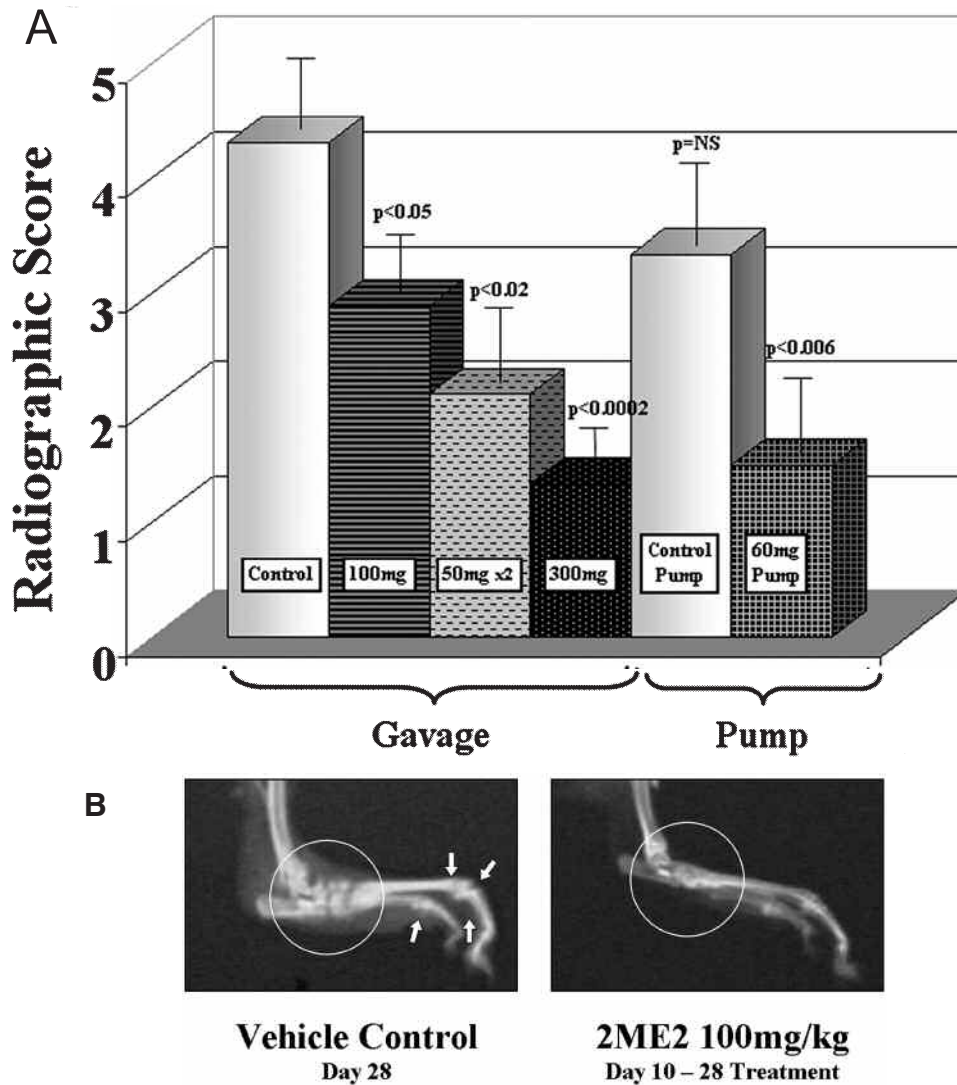 A
Radiographic Score
5
4
3
2
1
0
p<0.05
p<0.02
p<0.0002
p=NS
p<0.006
Control
100mg
50mg x2
300mg
Control
Pump
60mg
Pump
Gavage
Pump
B
Vehicle Control
Day 28
2ME2 100mg/kg
Day 10 – 28 Treatment